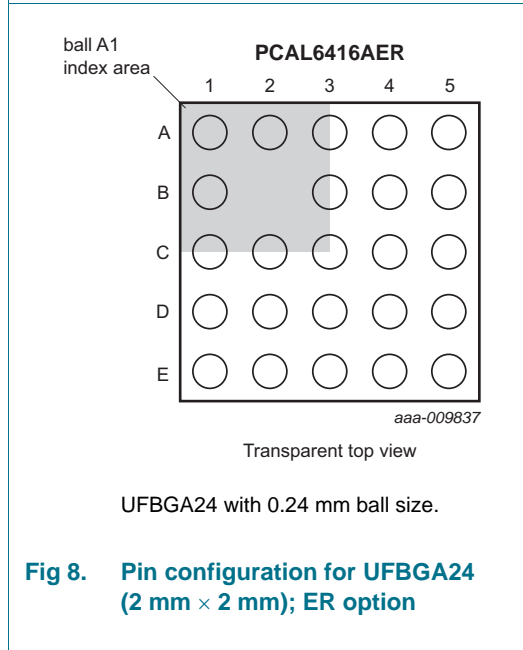 ball A1
index area
PCAL6416AER
1 2 3 4 5
A
B
C
D
E
aaa-009837
Transparent top view
UFBGA24 with 0.24 mm ball size.
Fig 8. Pin configuration for UFBGA24
(2 mm × 2 mm); ER option